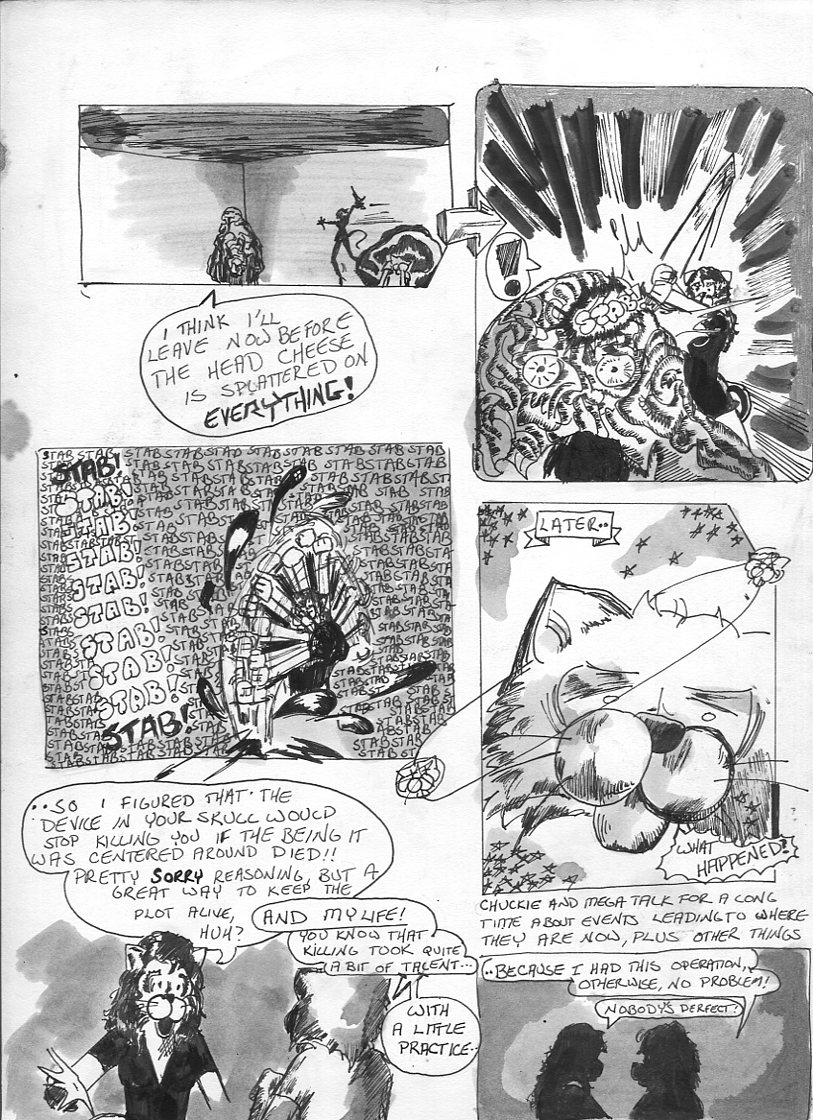 I THINK I'LL
LEAVE NOW BEFORE
THE HEAD CHEESE
IS SPLATTERED ON
EVERYTHING!
!
STAB!
STAB!
STAB!
STAB!
STAB!
STAB!
STAB!
STAB!
STAB!
STAB!
LATER..
WHAT
HAPPENED?
CHUCKIE AND MEGA TALK FOR A LONG
TIME ABOUT EVENTS LEADING TO WHERE
THEY ARE NOW, PLUS OTHER THINGS
..SO I FIGURED THAT THE
DEVICE IN YOUR SKULL WOULD
STOP KILLING YOU IF THE BEING IT
WAS CENTERED AROUND DIED!!
PRETTY SORRY REASONING, BUT A
GREAT WAY TO KEEP THE
PLOT ALIVE,
HUH?
AND MY LIFE!
YOU KNOW THAT
KILLING TOOK QUITE
A BIT OF TALENT...
WITH
A LITTLE
PRACTICE..
..BECAUSE I HAD THIS OPERATION,
OTHERWISE, NO PROBLEM!
NOBODY'S PERFECT!